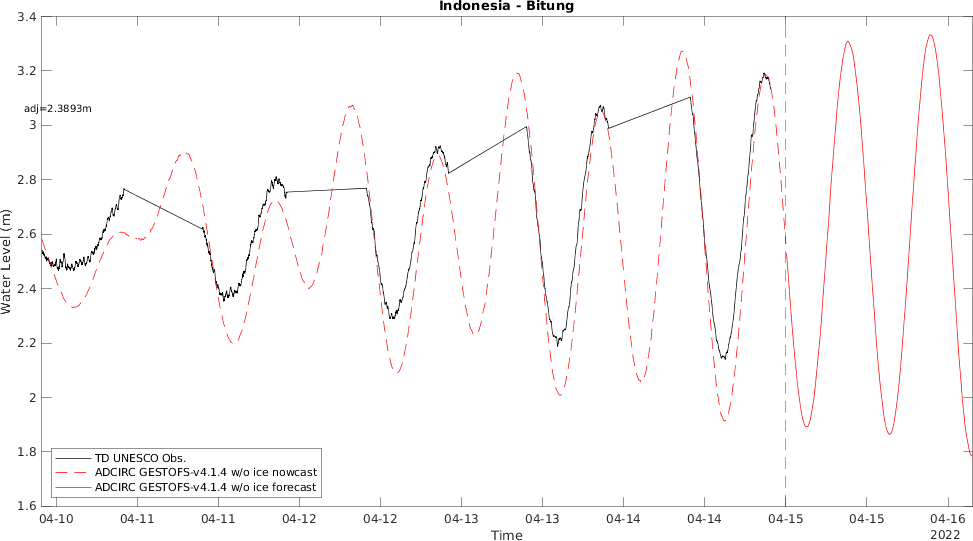 Indonesia - Bitung
3.4
3.2
adj=2.3893m
3
2.8
2.6
2.4
2.2
2
1.8
1.6
Water Level (m)
TD UNESCO Obs.
ADCIRC GESTOFS-v4.1.4 w/o ice nowcast
ADCIRC GESTOFS-v4.1.4 w/o ice forecast
04-10 04-11 04-11 04-12 04-12 04-13 04-13 04-14 04-14 04-15 04-15 04-16
Time
2022